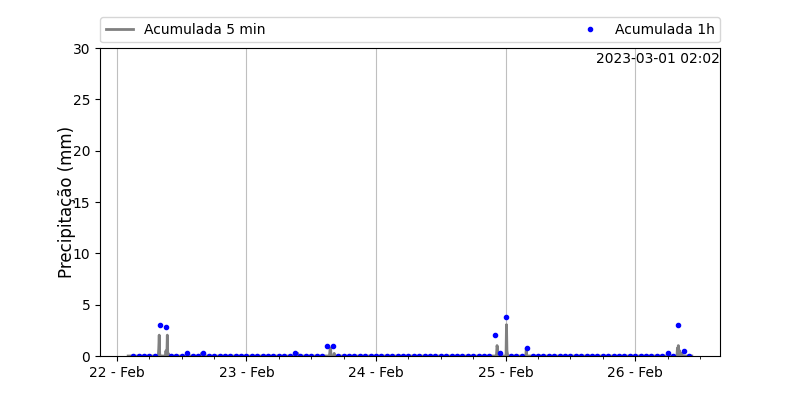 Acumulada 5 min
Acumulada 1h
2023-03-01 02:02
Precipitação (mm)
30
25
20
15
10
5
0
22 - Feb
23 - Feb
24 - Feb
25 - Feb
26 - Feb